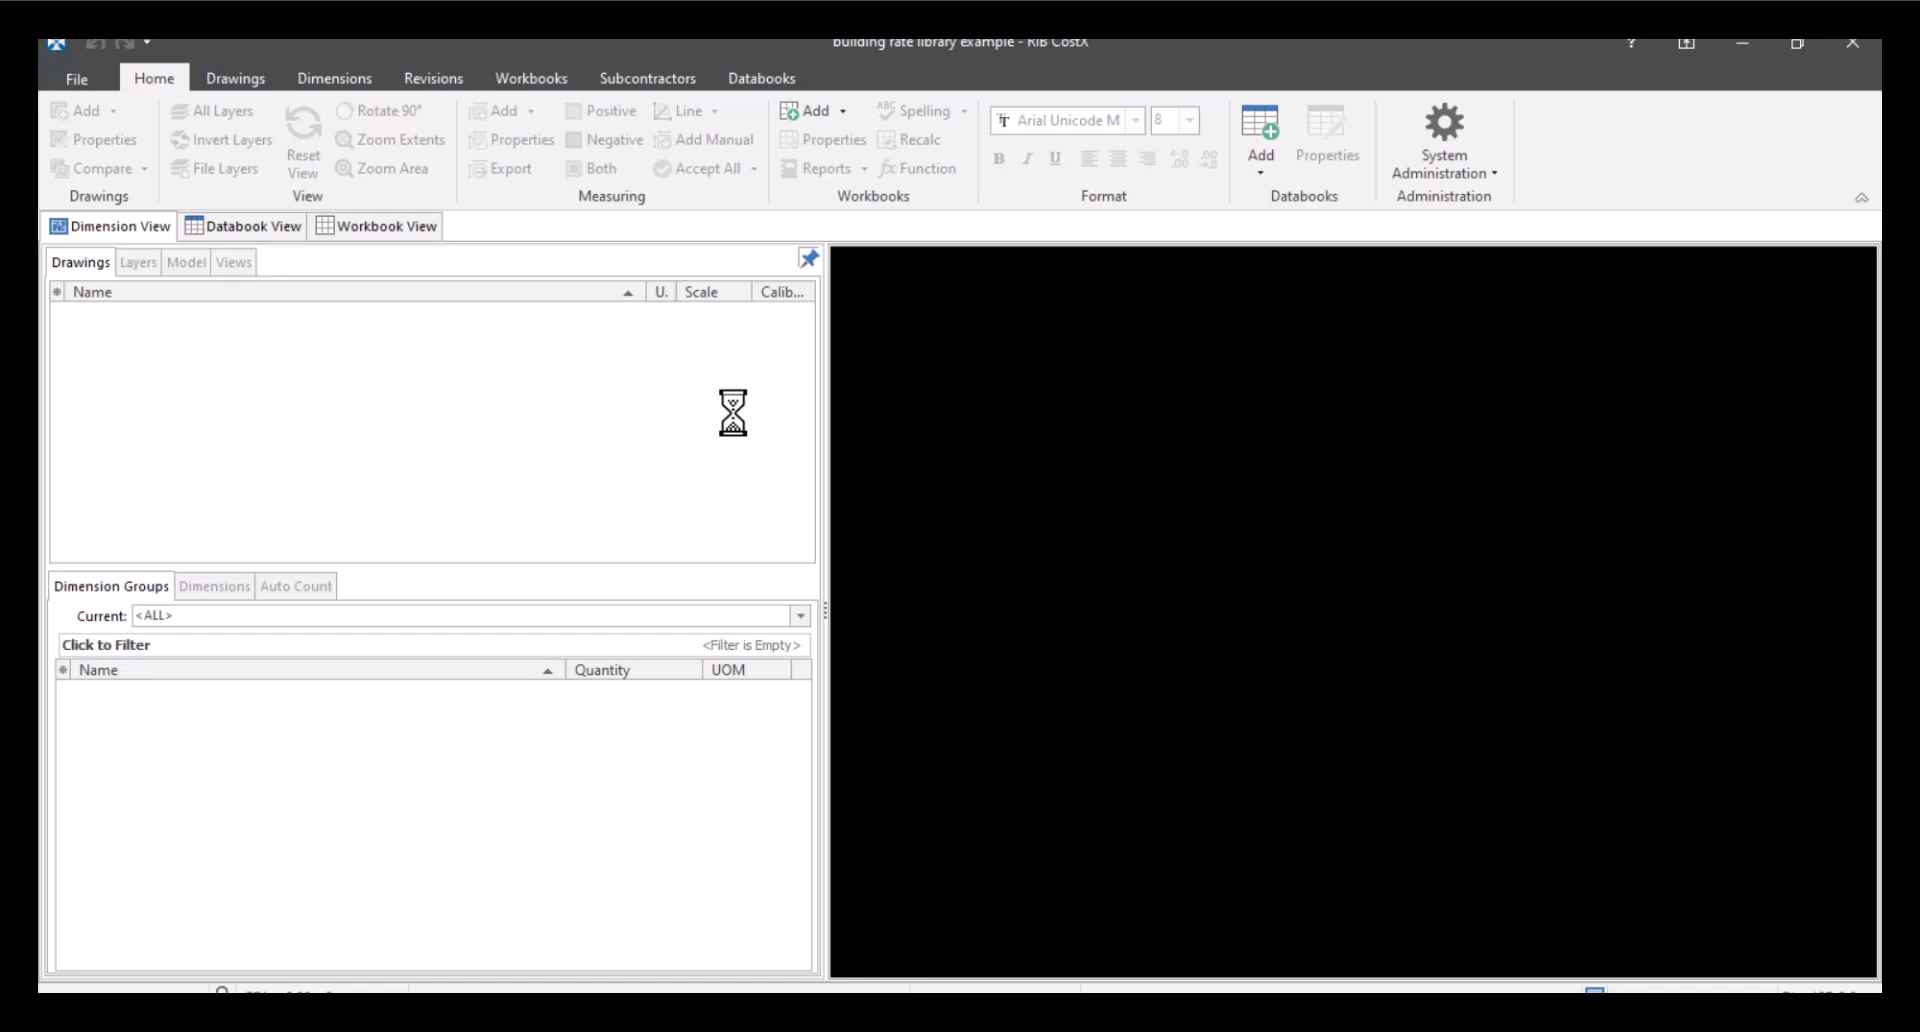 building rate library example - RIB CostX
?
File Home Drawings Dimensions Revisions Workbooks Subcontractors Databooks
Add All Layers Rotate 90° Add Positive Line Add ABC Spelling Arial Unicode M 8
Properties Invert Layers Zoom Extents Properties Negative Add Manual Properties Recalc
Reset View
Compare File Layers Zoom Area Export Both Accept All Reports fx Function
B I U
Add Properties
System Administration
Drawings View Measuring Workbooks Format Databooks Administration
Dimension View Databook View Workbook View
Drawings Layers Model Views
Name U. Scale Calib...
Dimension Groups Dimensions Auto Count
Current: <ALL>
Click to Filter <Filter is Empty>
Name Quantity UOM